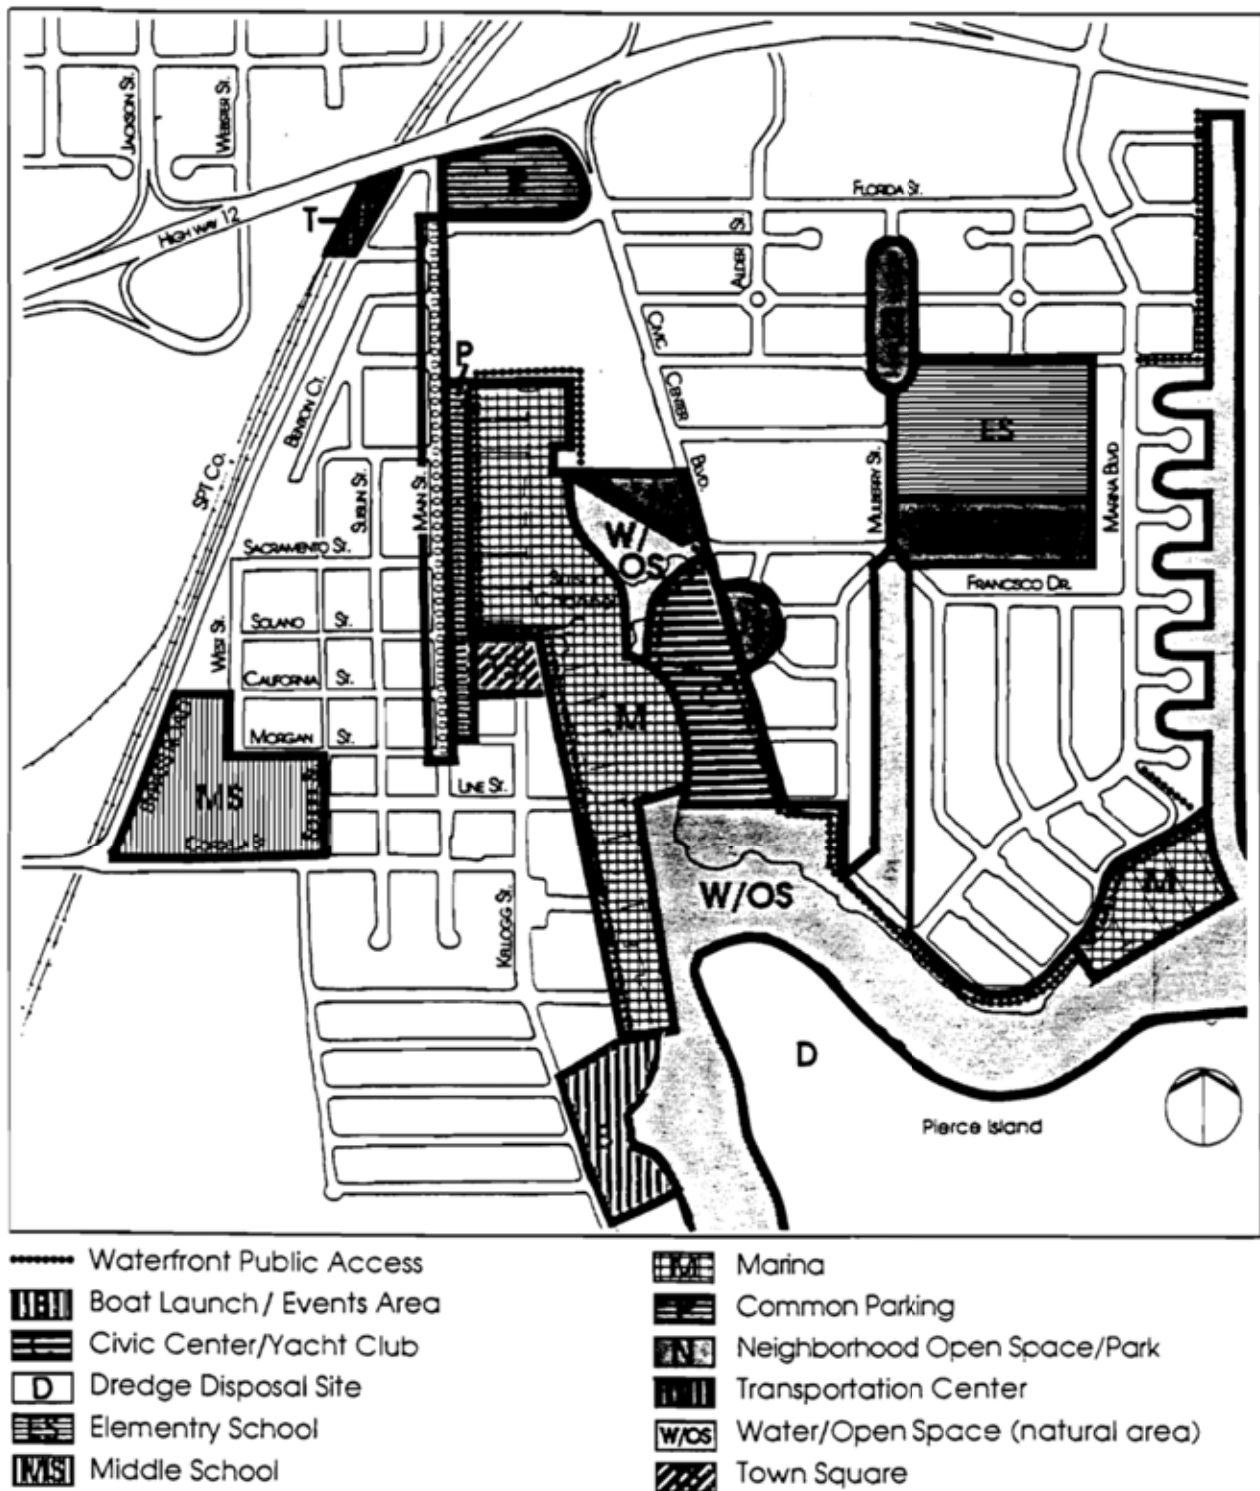 JACKSON ST.
WEBSTER ST.
HIGHWAY 12
T
P
FLORIDA ST.
ALDER ST.
CIVIC CENTER BLVD.
BENTON CT.
SPT CO.
MAIN ST.
SUISUN ST.
MULBERRY ST.
MARINA BLVD
ES
W/OS
SACRAMENTO ST.
FRANCISCO DR.
SOLANO ST.
WEST ST.
CALIFORNIA ST.
MORGAN ST.
LINE ST.
C
M
MS
CORDELIA ST
W/OS
M
KELLOGG ST.
D
Pierce Island
Waterfront Public Access
B Boat Launch / Events Area
C Civic Center/Yacht Club
D Dredge Disposal Site
ES Elementry School
MS Middle School
M Marina
P Common Parking
N Neighborhood Open Space/Park
Transportation Center
W/OS Water/Open Space (natural area)
Town Square